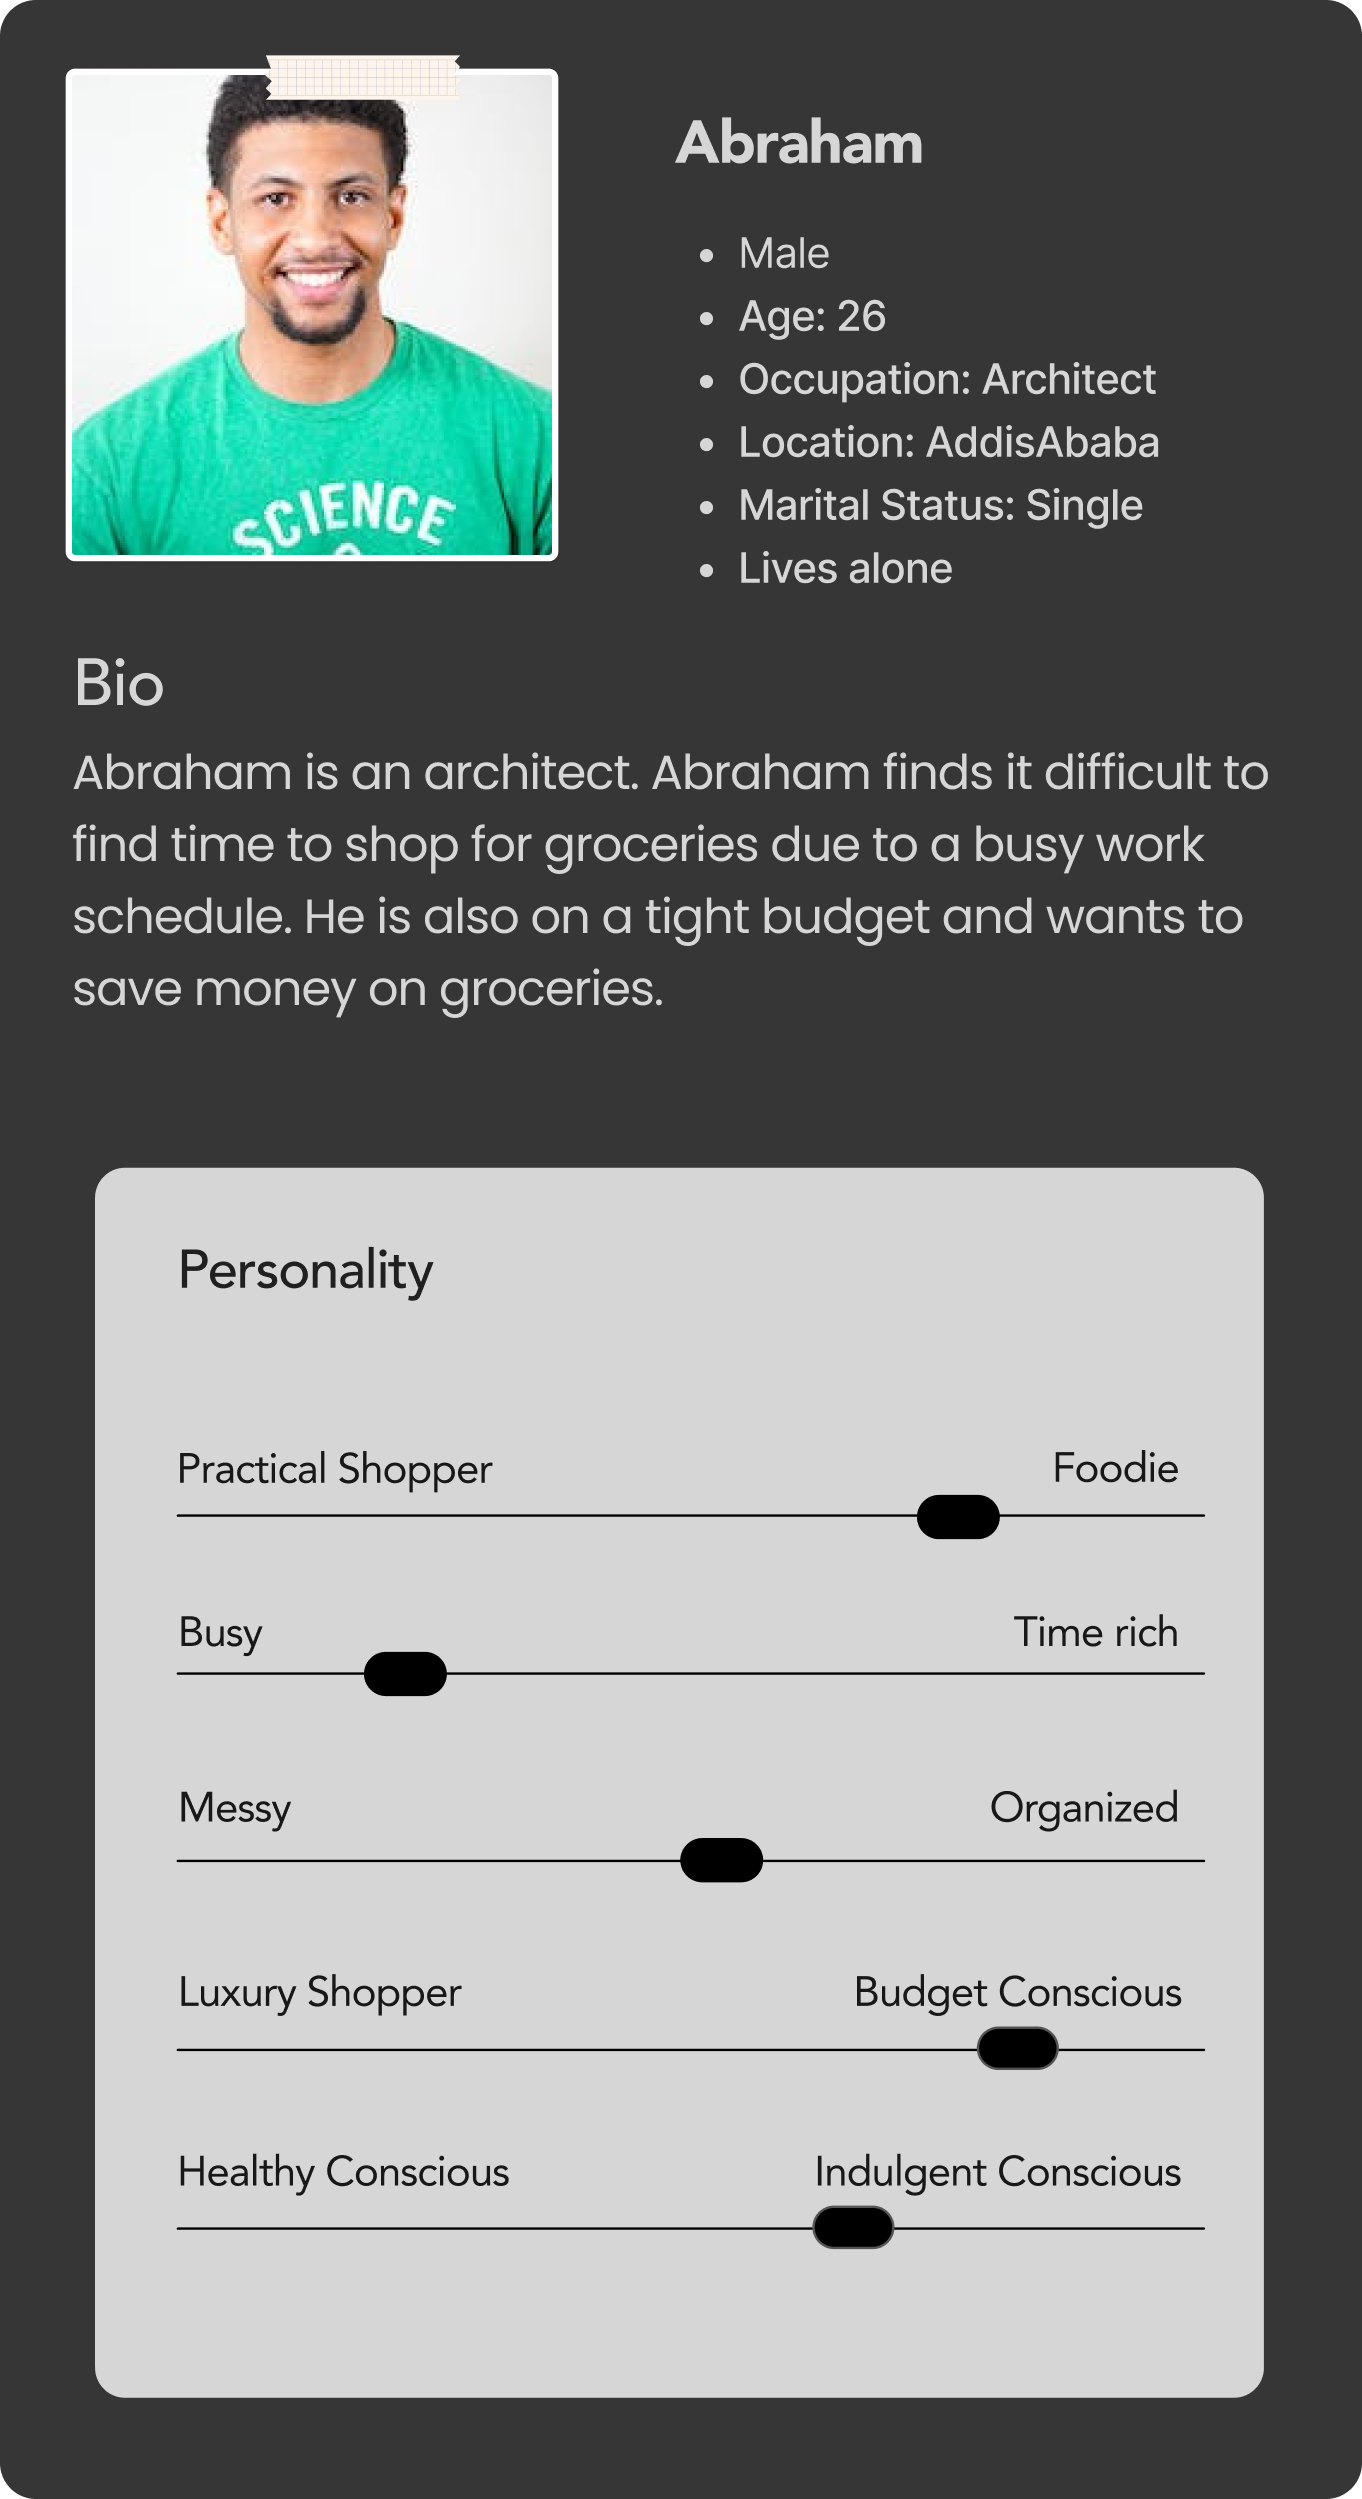 SCIENCE
Abraham
Male
Age: 26
Occupation: Architect
Location: AddisAbaba
Marital Status: Single
Lives alone
Bio
Abraham is an architect. Abraham finds it difficult to
find time to shop for groceries due to a busy work
schedule. He is also on a tight budget and wants to
save money on groceries.
Personality
Practical Shopper Foodie
Busy Time rich
Messy Organized
Luxury Shopper Budget Conscious
Healthy Conscious Indulgent Conscious